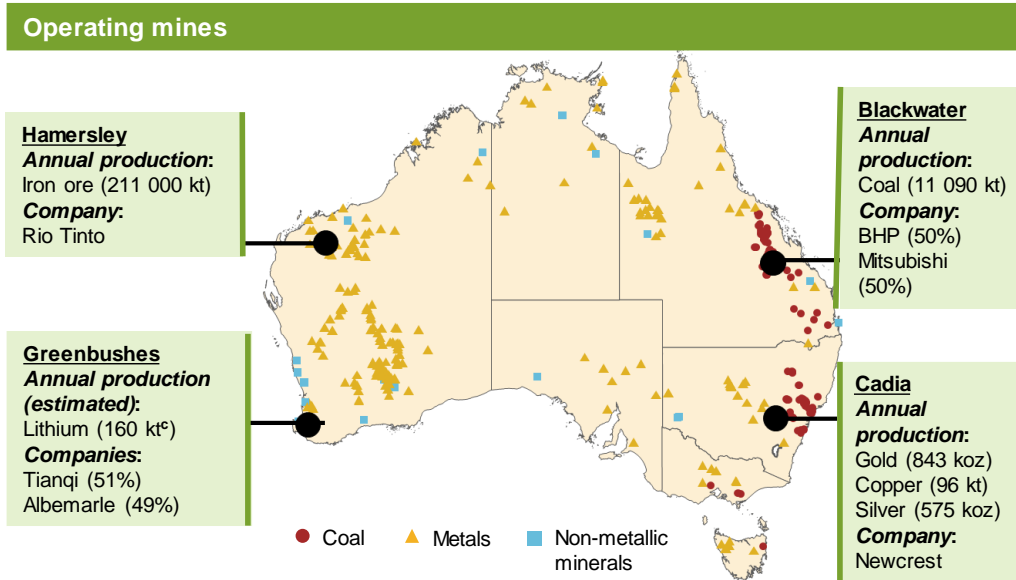 Operating mines
Hamersley
Annual production:
Iron ore (211 000 kt)
Company:
Rio Tinto
Greenbushes
Annual production
(estimated):
Lithium (160 ktᶜ)
Companies:
Tianqi (51%)
Albemarle (49%)
Blackwater
Annual
production:
Coal (11 090 kt)
Company:
BHP (50%)
Mitsubishi
(50%)
Cadia
Annual
production:
Gold (843 koz)
Copper (96 kt)
Silver (575 koz)
Company:
Newcrest
Coal
Metals
Non-metallic
minerals